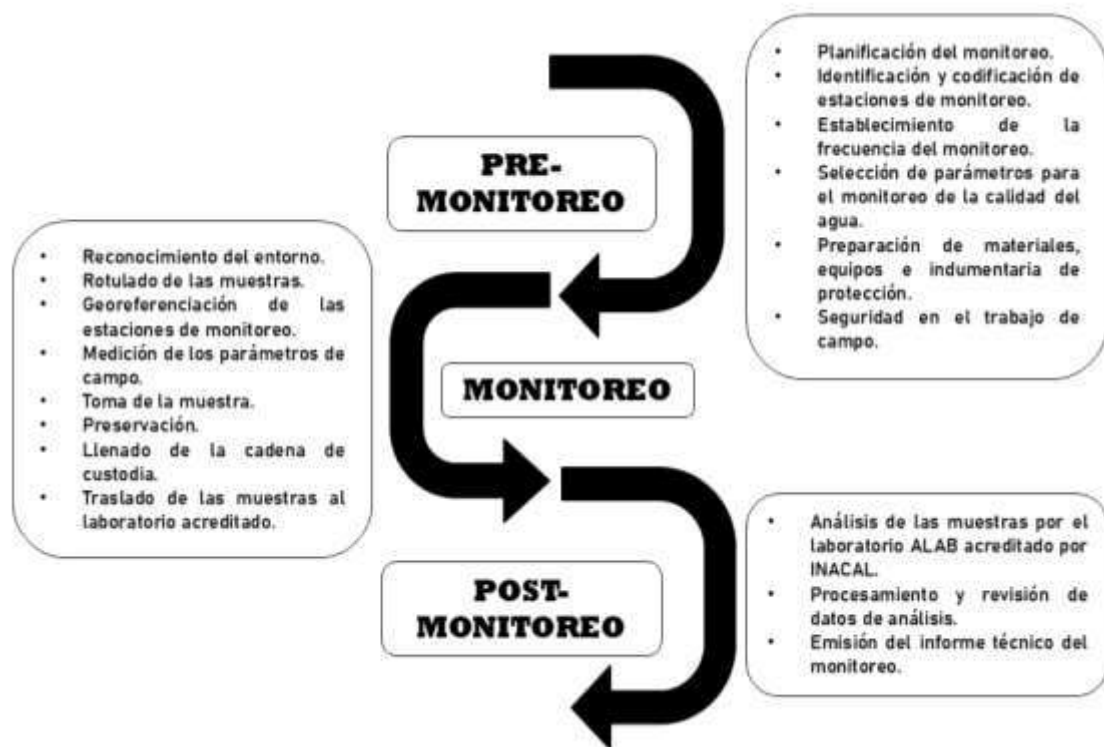 PRE-
MONITOREO
• Planificación del monitoreo.
• Identificación y codificación de
estaciones de monitoreo.
• Establecimiento de la
frecuencia del monitoreo.
• Selección de parámetros para
el monitoreo de la calidad del
agua.
• Preparación de materiales,
equipos e indumentaria de
protección.
• Seguridad en el trabajo de
campo.
MONITOREO
• Reconocimiento del entorno.
• Rotulado de las muestras.
• Georeferenciación de las
estaciones de monitoreo.
• Medición de los parámetros de
campo.
• Toma de la muestra.
• Preservación.
• Llenado de la cadena de
custodia.
• Traslado de las muestras al
laboratorio acreditado.
POST-
MONITOREO
• Análisis de las muestras por el
laboratorio ALAB acreditado por
INACAL.
• Procesamiento y revisión de
datos de análisis.
• Emisión del informe técnico del
monitoreo.